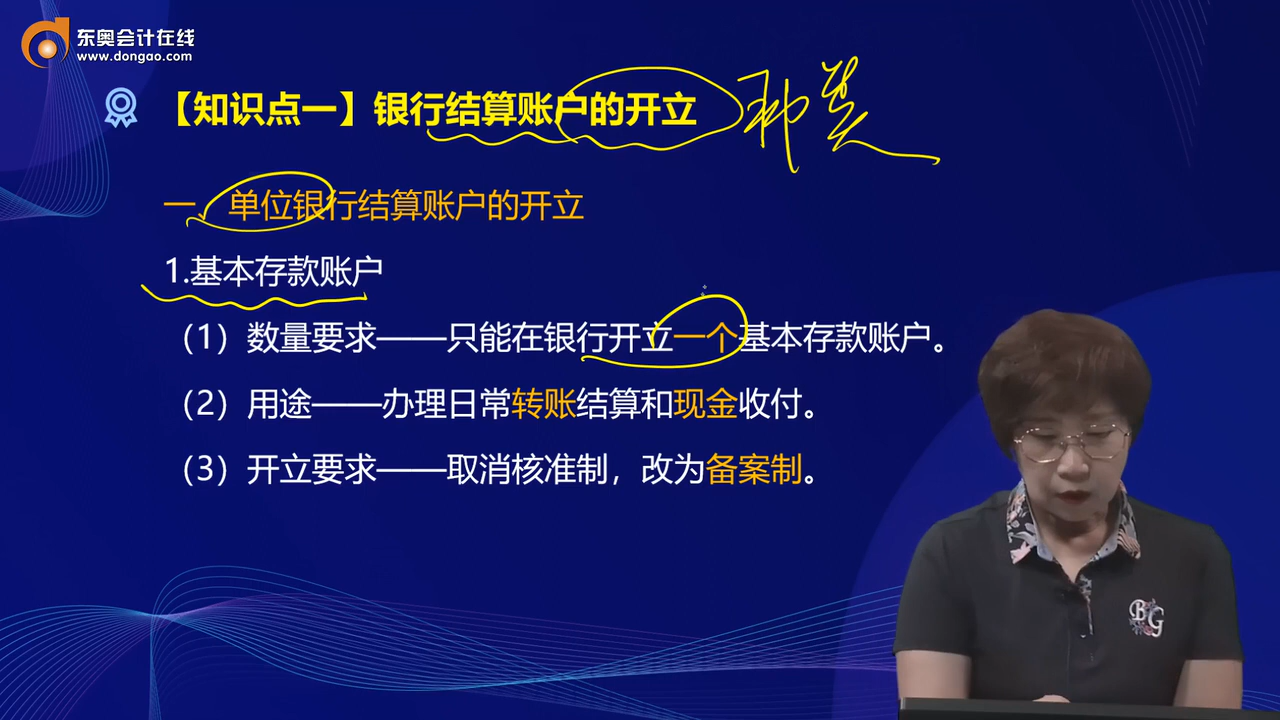 东奥会计在线
www.dongao.com
【知识点一】银行结算账户的开立 种类
一、单位银行结算账户的开立
1.基本存款账户
（1）数量要求——只能在银行开立一个基本存款账户。
（2）用途——办理日常转账结算和现金收付。
（3）开立要求——取消核准制，改为备案制。
BG